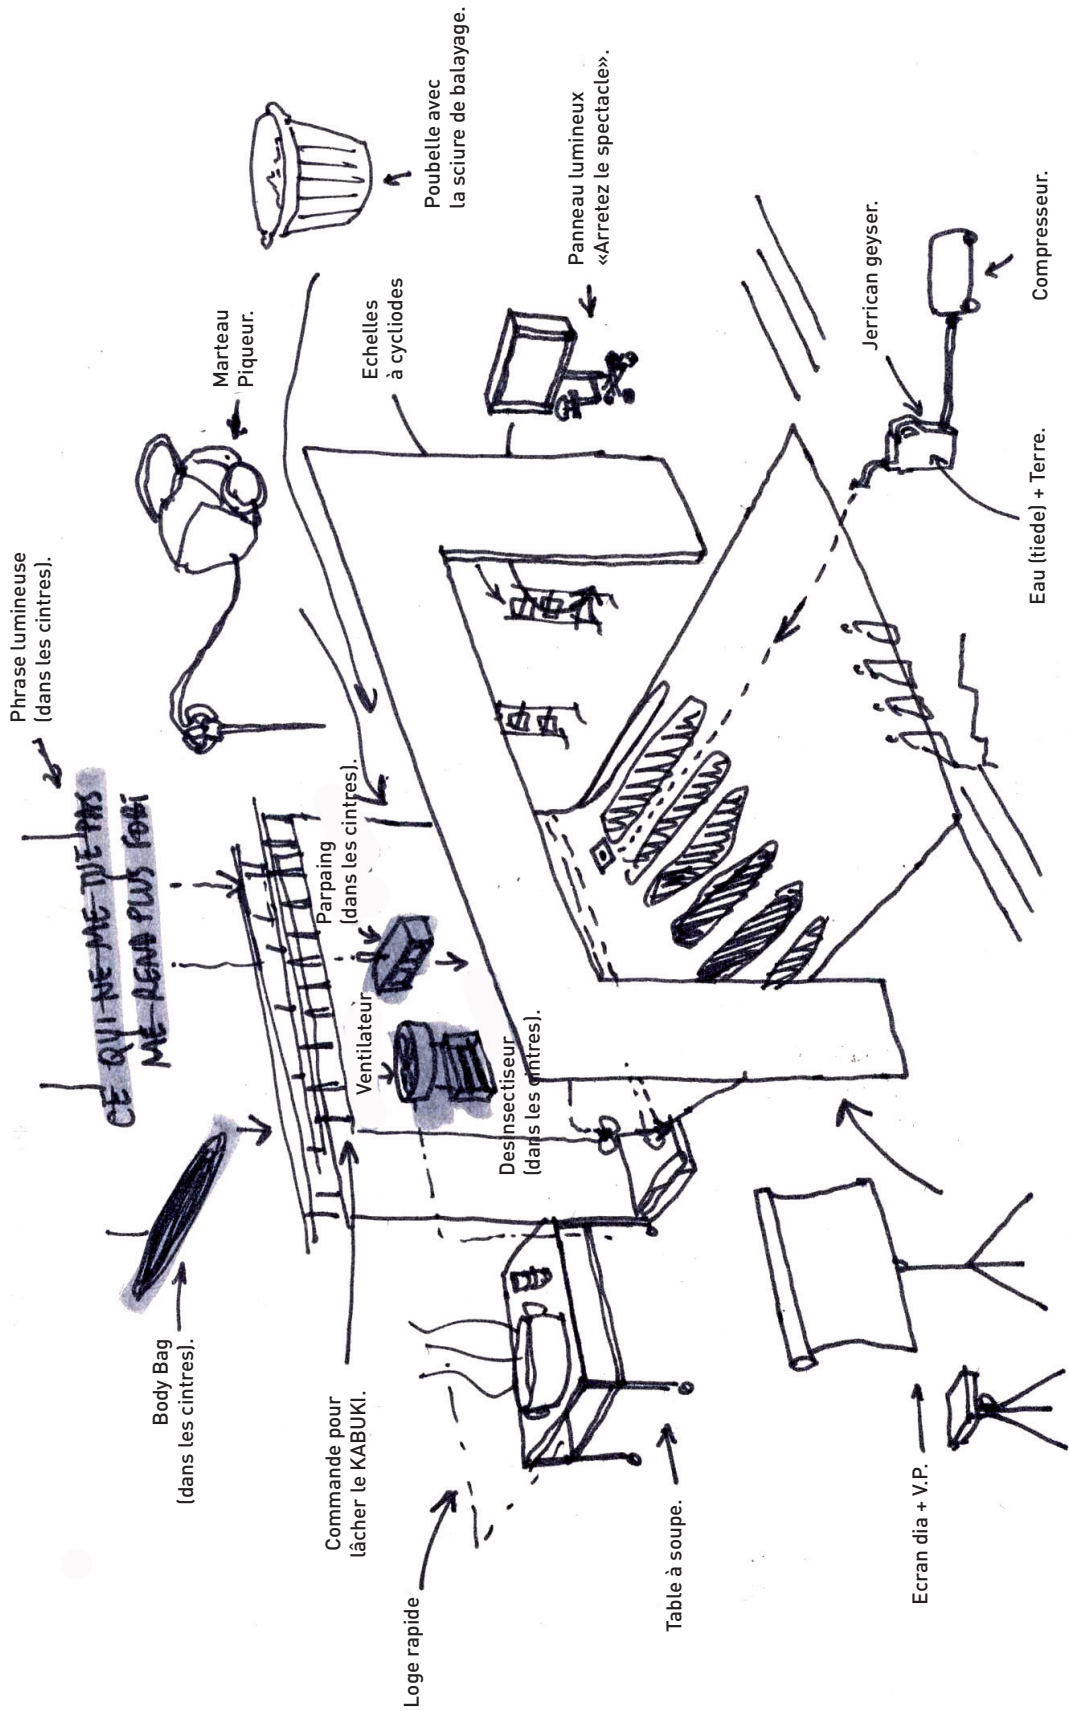 Phrase lumineuse
(dans les cintres).
CE QUI NE ME TUE PAS
ME REND PLUS FORT
Body Bag
(dans les cintres).
Marteau
Piqueur.
Poubelle avec
la sciure de balayage.
Commande pour
lâcher le KABUKI.
Parpaing
(dans les cintres).
Ventilateur
Echelles
à cycliodes
Loge rapide
Desinsectiseur
(dans les cintres).
Panneau lumineux
«Arretez le spectacle».
Table à soupe.
Jerrican geyser.
Ecran dia + V.P.
Eau (tiede) + Terre.
Compresseur.